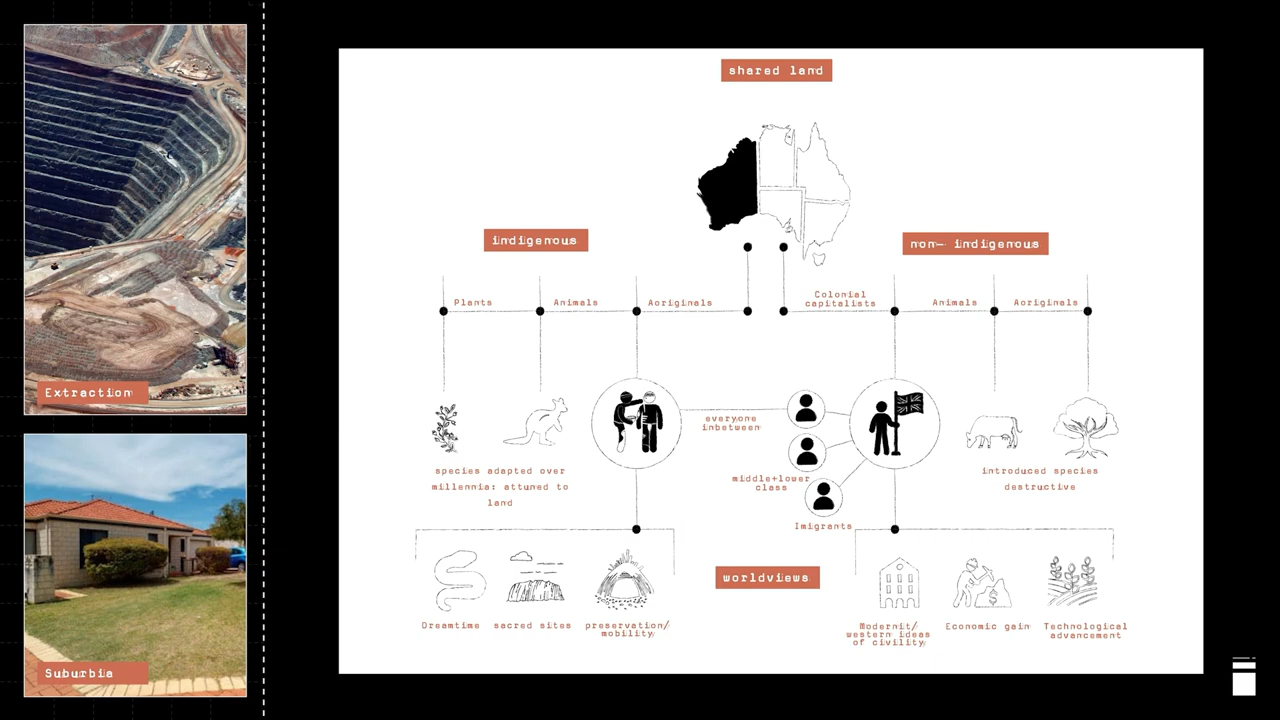 shared land
indigenous
non- indigenous
Plants
Animals
Aoriginals
Colonial
capitalists
Animals
Aoriginals
everyone
inbetween
middle+lower
class
Imigrants
species adapted over
millennia: attuned to
land
introduced species
destructive
worldviews
Dreamtime
sacred sites
preservation/
mobility
Modernit/
western ideas
of civility
Economic gain
Technological
advancement
$
Extraction
Suburbia